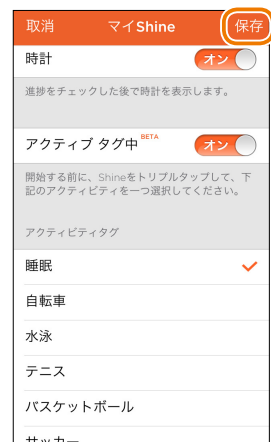 取消 マイShine 保存
時計 オン
進捗をチェックした後で時計を表示します。
アクティブ タグ中 BETA オン
開始する前に、Shineをトリプルタップして、下
記のアクティビティを一つ選択してください。
アクティビティタグ
睡眠
自転車
水泳
テニス
バスケットボール
サッカー